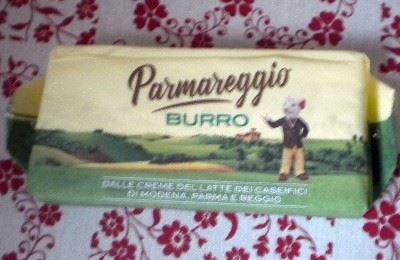 Parmareggio
BURRO
DALLE CREME DEL LATTE DEI CASEIFICI
DI MODENA, PARMA E REGGIO